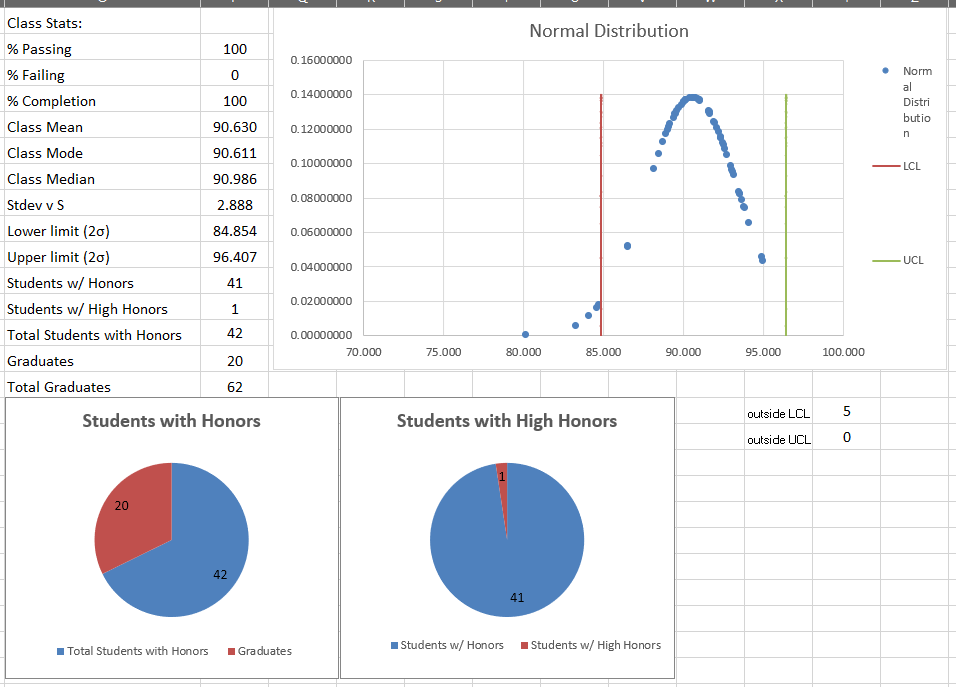 Class Stats:
% Passing 100
% Failing 0
% Completion 100
Class Mean 90.630
Class Mode 90.611
Class Median 90.986
Stdev v S 2.888
Lower limit (2σ) 84.854
Upper limit (2σ) 96.407
Students w/ Honors 41
Students w/ High Honors 1
Total Students with Honors 42
Graduates 20
Total Graduates 62
Normal Distribution
0.16000000
0.14000000
0.12000000
0.10000000
0.08000000
0.06000000
0.04000000
0.02000000
0.00000000
70.000 75.000 80.000 85.000 90.000 95.000 100.000
Norm
al
Distri
butio
n
LCL
UCL
Students with Honors
20
42
Total Students with Honors Graduates
Students with High Honors
1
41
Students w/ Honors Students w/ High Honors
outside LCL 5
outside UCL 0